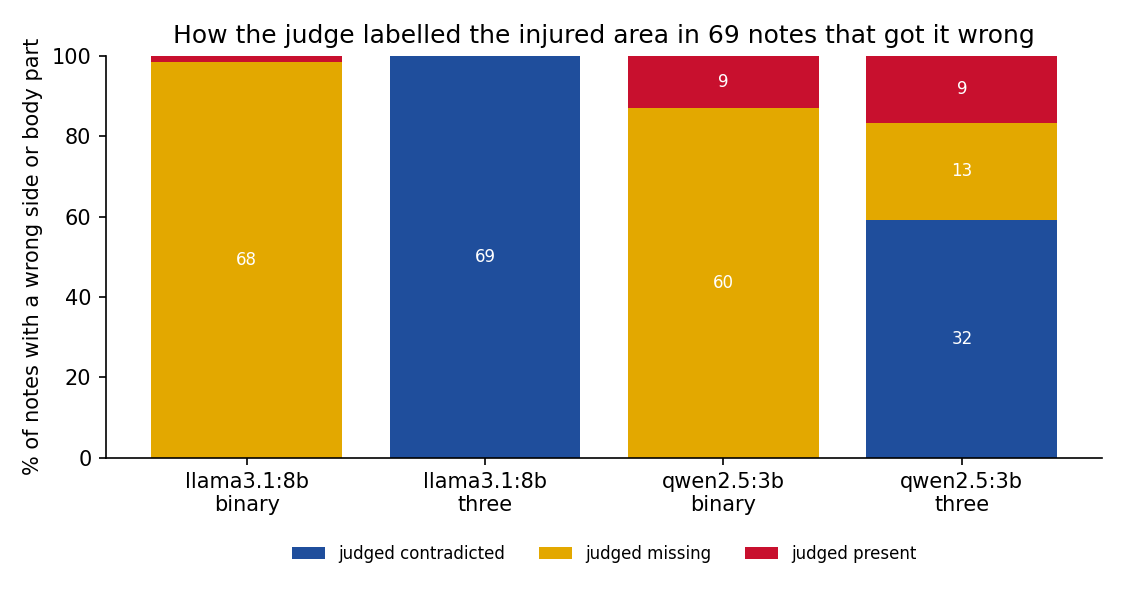 How the judge labelled the injured area in 69 notes that got it wrong
% of notes with a wrong side or body part
100
80
60
40
20
0
68
69
9
60
9
13
32
llama3.1:8b
binary
llama3.1:8b
three
qwen2.5:3b
binary
qwen2.5:3b
three
judged contradicted
judged missing
judged present